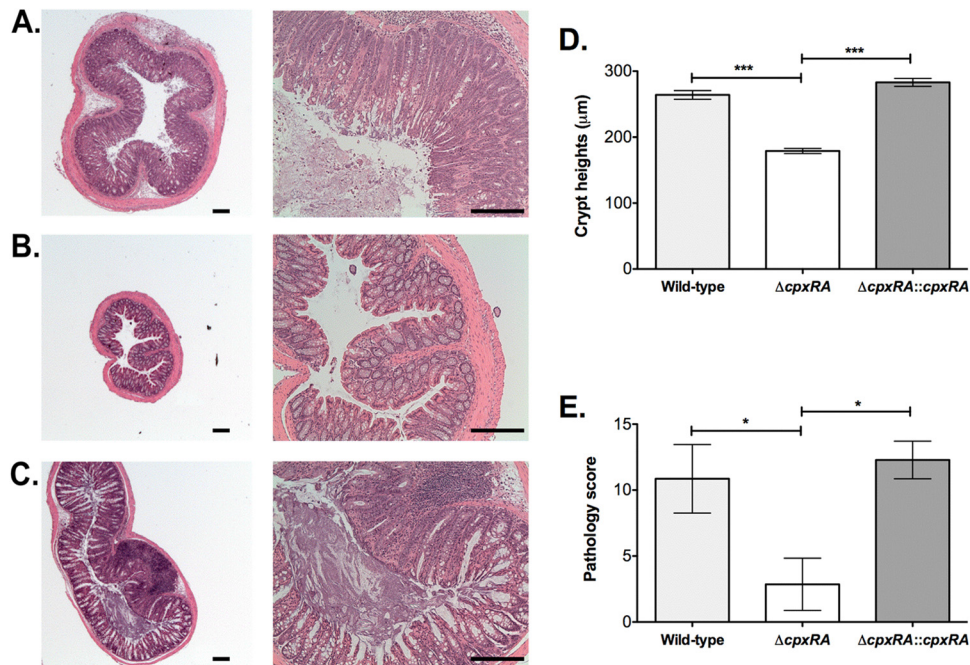 A.
B.
C.
D.
***
***
300
200
100
0
Crypt heights (μm)
Wild-type
ΔcpxRA
ΔcpxRA::cpxRA
E.
*
*
15
10
5
0
Pathology score
Wild-type
ΔcpxRA
ΔcpxRA::cpxRA